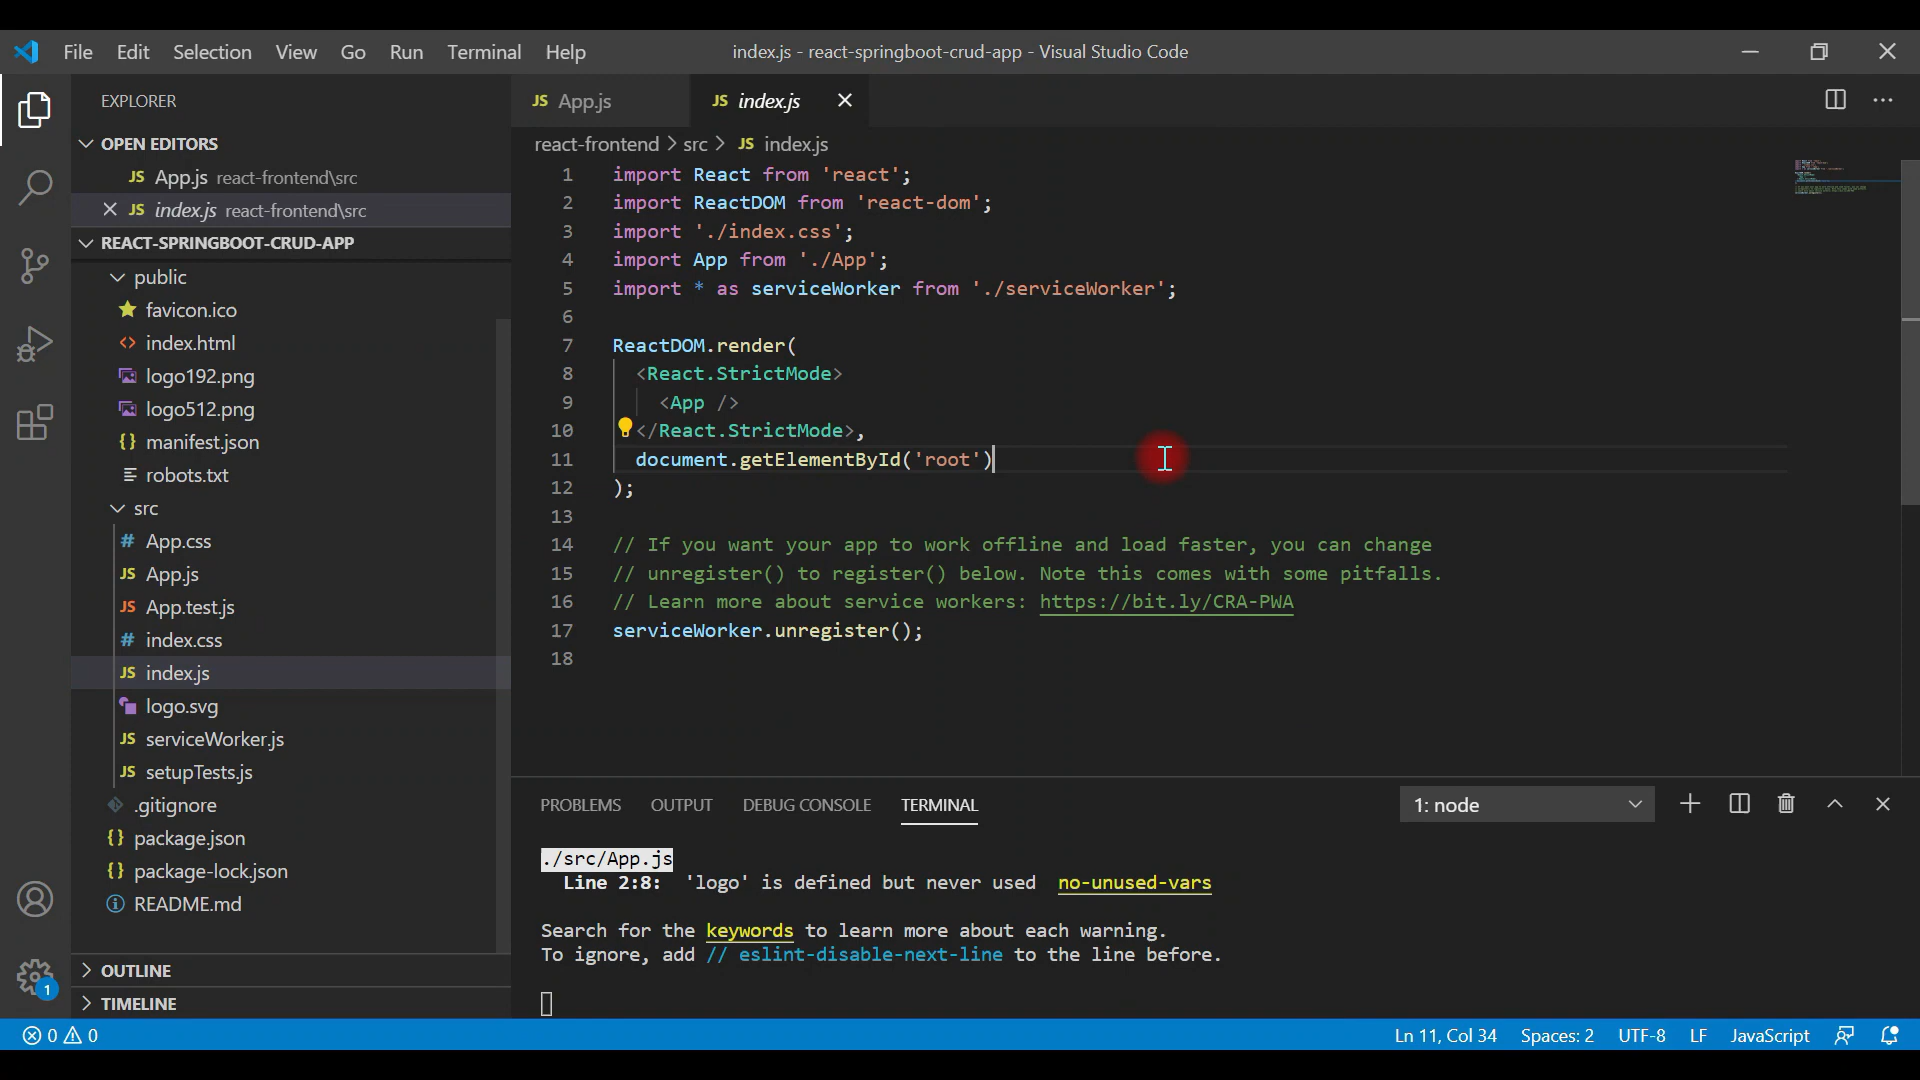 File Edit Selection View Go Run Terminal Help
index.js - react-springboot-crud-app - Visual Studio Code
EXPLORER
OPEN EDITORS
JS App.js react-frontend\src
JS index.js react-frontend\src
REACT-SPRINGBOOT-CRUD-APP
public
favicon.ico
<> index.html
logo192.png
logo512.png
{} manifest.json
robots.txt
src
# App.css
JS App.js
JS App.test.js
# index.css
JS index.js
logo.svg
JS serviceWorker.js
JS setupTests.js
.gitignore
{} package.json
{} package-lock.json
README.md
OUTLINE
TIMELINE
1
JS App.js
JS index.js
react-frontend > src > JS index.js
1 import React from 'react';
2 import ReactDOM from 'react-dom';
3 import './index.css';
4 import App from './App';
5 import * as serviceWorker from './serviceWorker';
6
7 ReactDOM.render(
8 <React.StrictMode>
9 <App />
10 </React.StrictMode>,
11 document.getElementById('root')
12 );
13
14 // If you want your app to work offline and load faster, you can change
15 // unregister() to register() below. Note this comes with some pitfalls.
16 // Learn more about service workers: https://bit.ly/CRA-PWA
17 serviceWorker.unregister();
18
PROBLEMS OUTPUT DEBUG CONSOLE TERMINAL
1: node
./src/App.js
Line 2:8: 'logo' is defined but never used no-unused-vars
Search for the keywords to learn more about each warning.
To ignore, add // eslint-disable-next-line to the line before.
0 0
Ln 11, Col 34 Spaces: 2 UTF-8 LF JavaScript